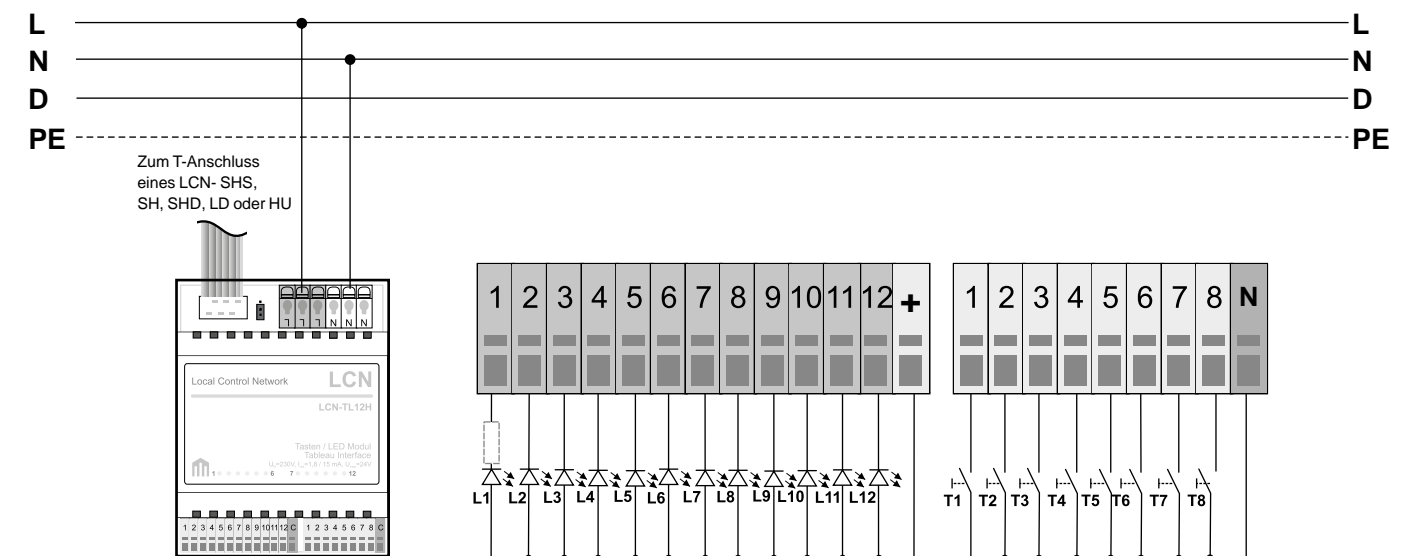 L L
N N
D D
PE PE
Zum T-Anschluss
eines LCN- SHS,
SH, SHD, LD oder HU
L L L N N N
Local Control Network LCN
LCN-TL12H
Tasten / LED Modul
Tableau Interface
1 6 7 12
1 2 3 4 5 6 7 8 9 10 11 12 C 1 2 3 4 5 6 7 8 C
1 2 3 4 5 6 7 8 9 10 11 12 +
L1 L2 L3 L4 L5 L6 L7 L8 L9 L10 L11 L12
1 2 3 4 5 6 7 8 N
T1 T2 T3 T4 T5 T6 T7 T8